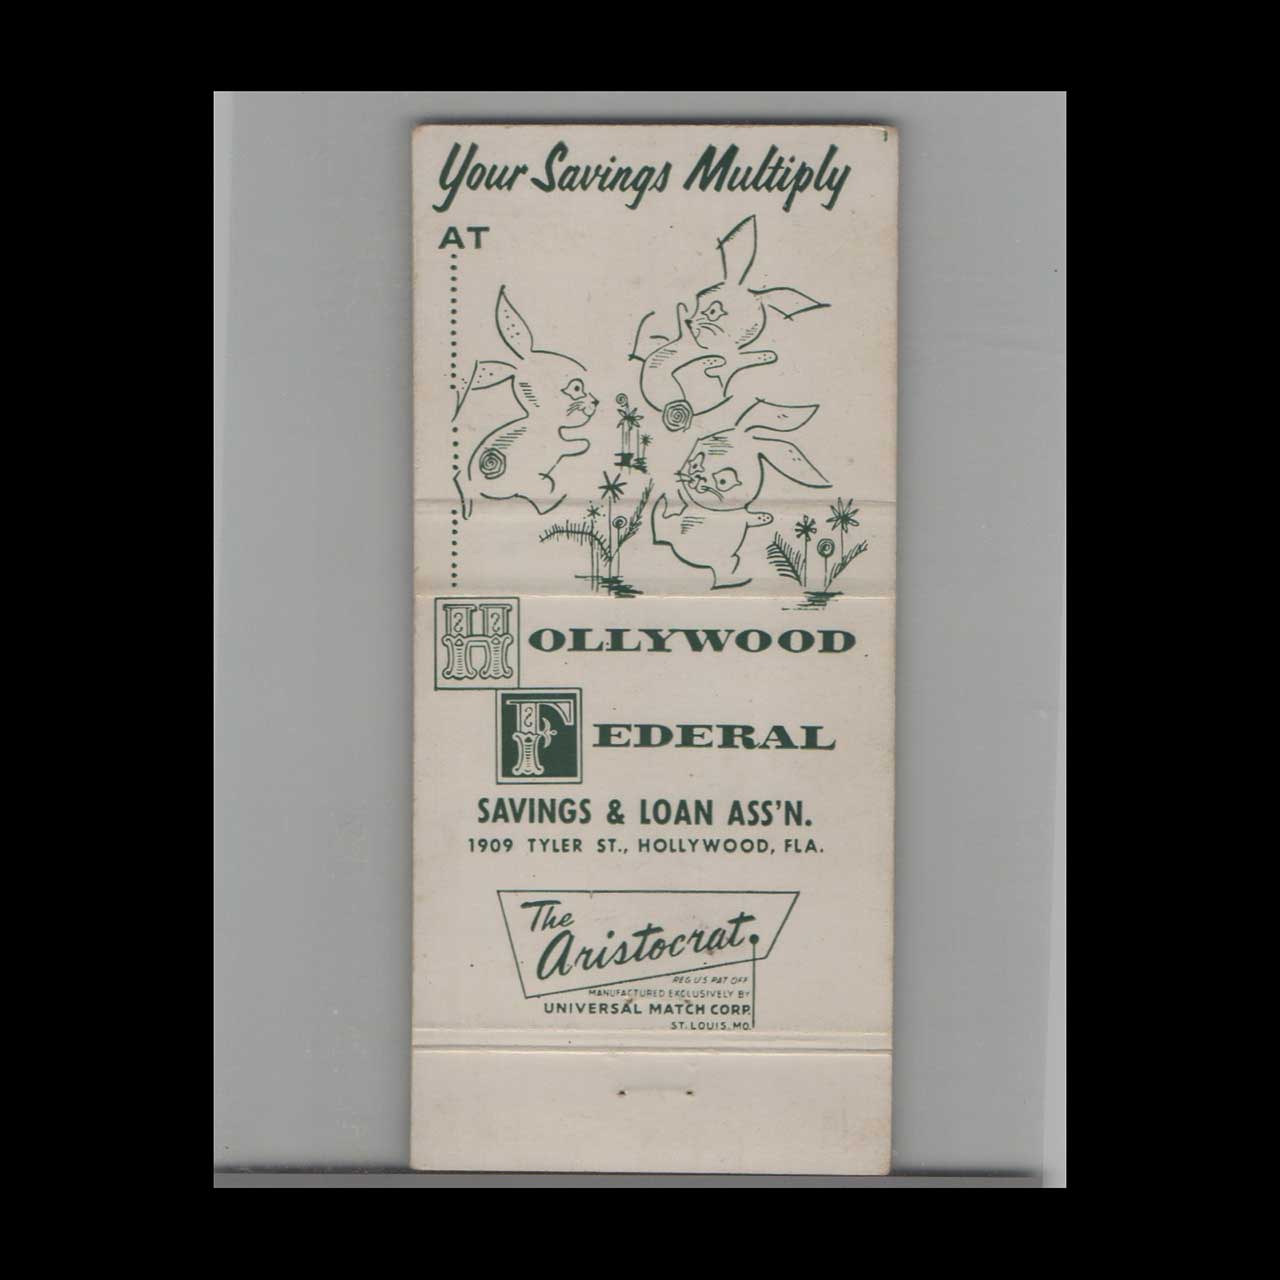 Your Savings Multiply
AT
HOLLYWOOD
FEDERAL
SAVINGS & LOAN ASS'N.
1909 TYLER ST., HOLLYWOOD, FLA.
The
Aristocrat
REG US PAT OFF
MANUFACTURED EXCLUSIVELY BY
UNIVERSAL MATCH CORP.
ST. LOUIS, MO.